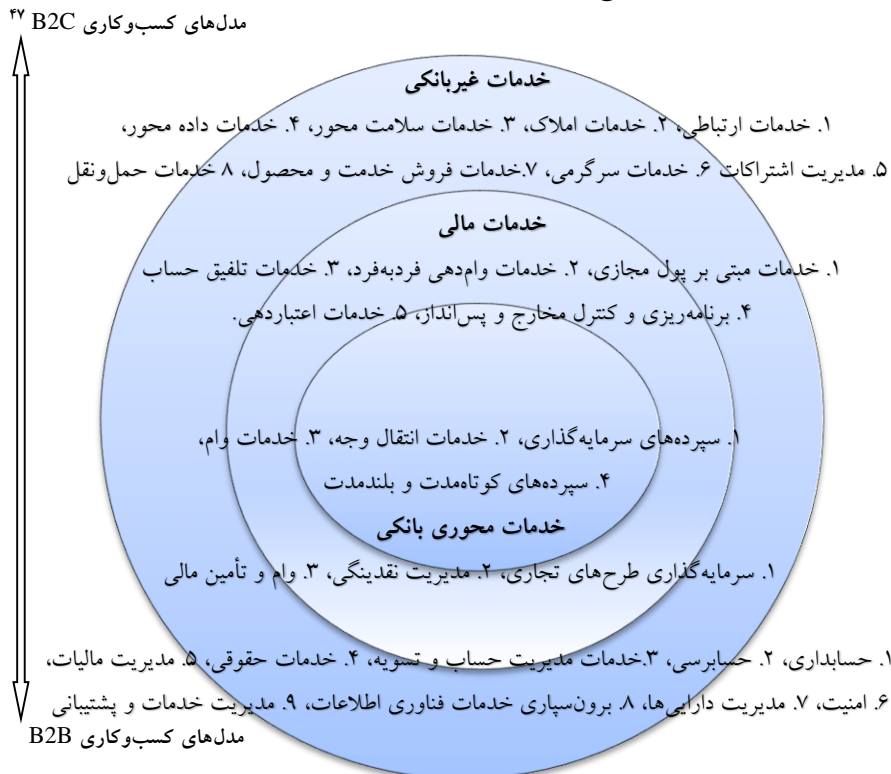 مدل‌های کسب‌وکاری B2C ۴۷
خدمات غیربانکی
۱. خدمات ارتباطی، ۲. خدمات املاک، ۳. خدمات سلامت محور، ۴. خدمات داده محور،
۵. مدیریت اشتراکات ۶. خدمات سرگرمی، ۷.خدمات فروش خدمت و محصول، ۸ خدمات حمل‌ونقل
خدمات مالی
۱. خدمات مبتی بر پول مجازی، ۲. خدمات وام‌دهی فردبه‌فرد، ۳. خدمات تلفیق حساب
۴. برنامه‌ریزی و کنترل مخارج و پس‌انداز، ۵. خدمات اعتباردهی.
۱. سپرده‌های سرمایه‌گذاری، ۲. خدمات انتقال وجه، ۳. خدمات وام،
۴. سپرده‌های کوتاه‌مدت و بلندمدت
خدمات محوری بانکی
۱. سرمایه‌گذاری طرح‌های تجاری، ۲. مدیریت نقدینگی، ۳. وام و تأمین مالی
۱. حسابداری، ۲. حسابرسی، ۳.خدمات مدیریت حساب و تسویه، ۴. خدمات حقوقی، ۵. مدیریت مالیات،
۶. امنیت، ۷. مدیریت دارایی‌ها، ۸. برون‌سپاری خدمات فناوری اطلاعات، ۹. مدیریت خدمات و پشتیبانی
مدل‌های کسب‌وکاری B2B